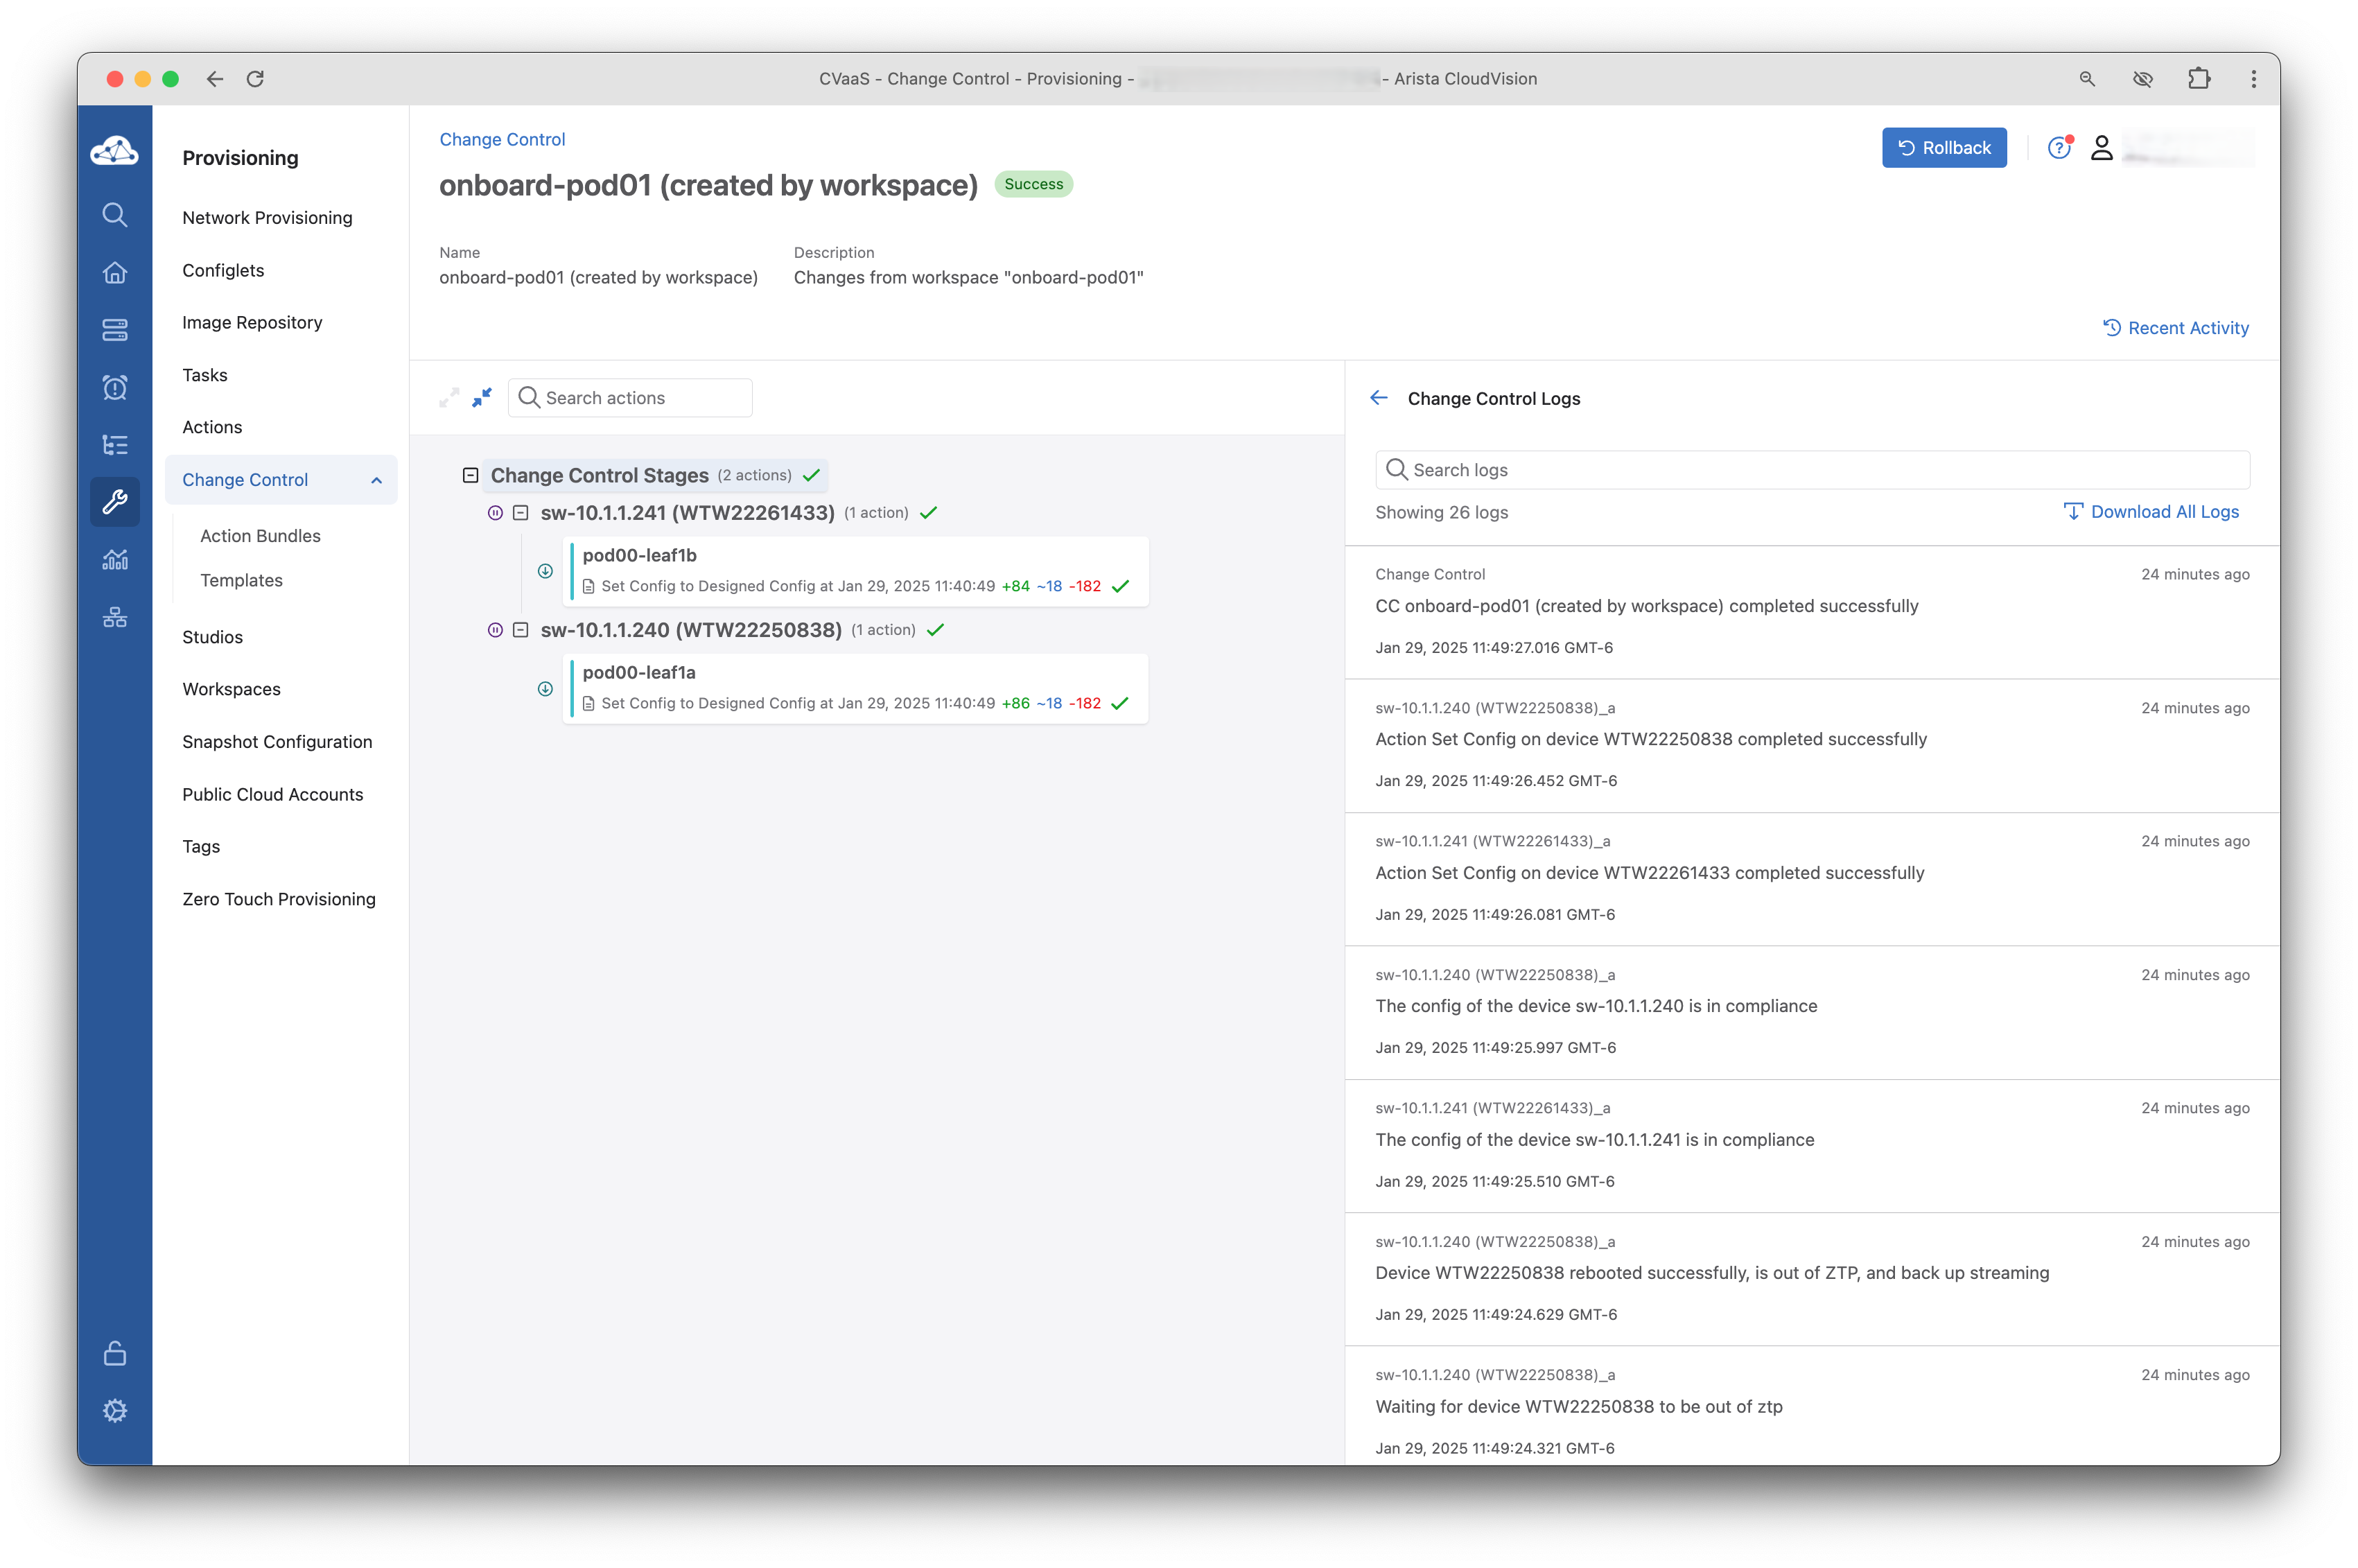 CVaaS - Change Control - Provisioning - - Arista CloudVision
Provisioning
Network Provisioning
Configlets
Image Repository
Tasks
Actions
Change Control
Action Bundles
Templates
Studios
Workspaces
Snapshot Configuration
Public Cloud Accounts
Tags
Zero Touch Provisioning
Change Control
Rollback
onboard-pod01 (created by workspace) Success
Name
onboard-pod01 (created by workspace)
Description
Changes from workspace "onboard-pod01"
Recent Activity
Search actions
Change Control Stages (2 actions)
sw-10.1.1.241 (WTW22261433) (1 action)
pod00-leaf1b
Set Config to Designed Config at Jan 29, 2025 11:40:49 +84 ~18 -182
sw-10.1.1.240 (WTW22250838) (1 action)
pod00-leaf1a
Set Config to Designed Config at Jan 29, 2025 11:40:49 +86 ~18 -182
Change Control Logs
Search logs
Showing 26 logs
Download All Logs
Change Control 24 minutes ago
CC onboard-pod01 (created by workspace) completed successfully
Jan 29, 2025 11:49:27.016 GMT-6
sw-10.1.1.240 (WTW22250838)_a 24 minutes ago
Action Set Config on device WTW22250838 completed successfully
Jan 29, 2025 11:49:26.452 GMT-6
sw-10.1.1.241 (WTW22261433)_a 24 minutes ago
Action Set Config on device WTW22261433 completed successfully
Jan 29, 2025 11:49:26.081 GMT-6
sw-10.1.1.240 (WTW22250838)_a 24 minutes ago
The config of the device sw-10.1.1.240 is in compliance
Jan 29, 2025 11:49:25.997 GMT-6
sw-10.1.1.241 (WTW22261433)_a 24 minutes ago
The config of the device sw-10.1.1.241 is in compliance
Jan 29, 2025 11:49:25.510 GMT-6
sw-10.1.1.240 (WTW22250838)_a 24 minutes ago
Device WTW22250838 rebooted successfully, is out of ZTP, and back up streaming
Jan 29, 2025 11:49:24.629 GMT-6
sw-10.1.1.240 (WTW22250838)_a 24 minutes ago
Waiting for device WTW22250838 to be out of ztp
Jan 29, 2025 11:49:24.321 GMT-6